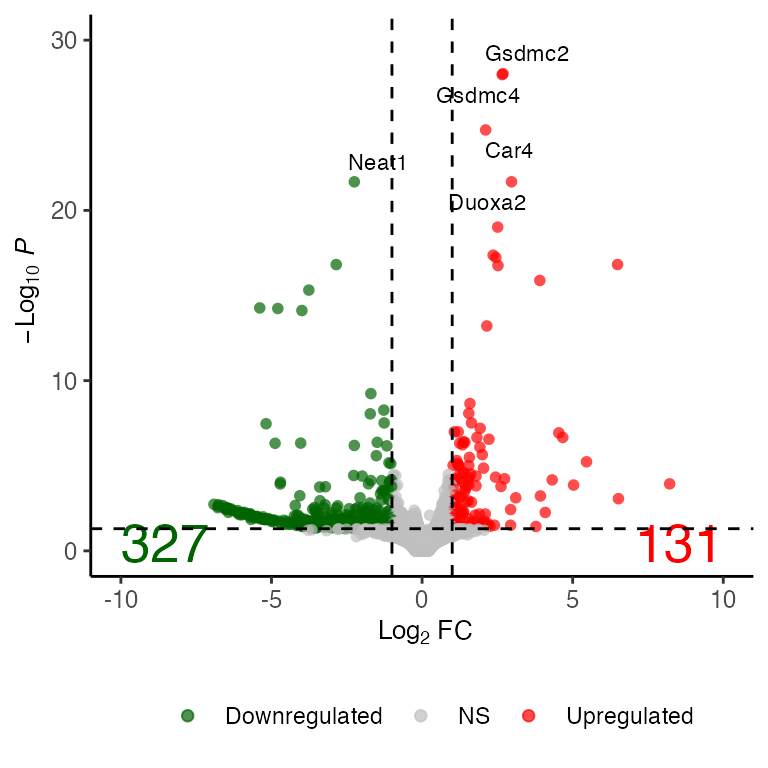 30
20
10
0
−Log10 P
Gsdmc2
Gsdmc4
Neat1
Car4
Duoxa2
327
131
-10 -5 0 5 10
Log2 FC
Downregulated NS Upregulated